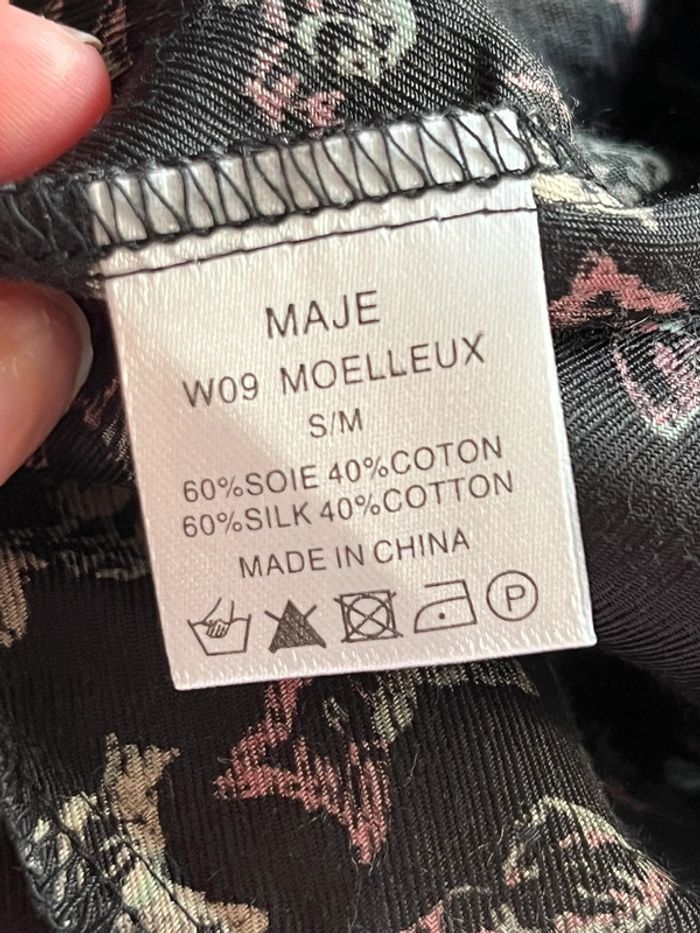 MAJE
W09 MOELLEUX
S/M
60%SOIE 40%COTON
60%SILK 40%COTTON
MADE IN CHINA
P